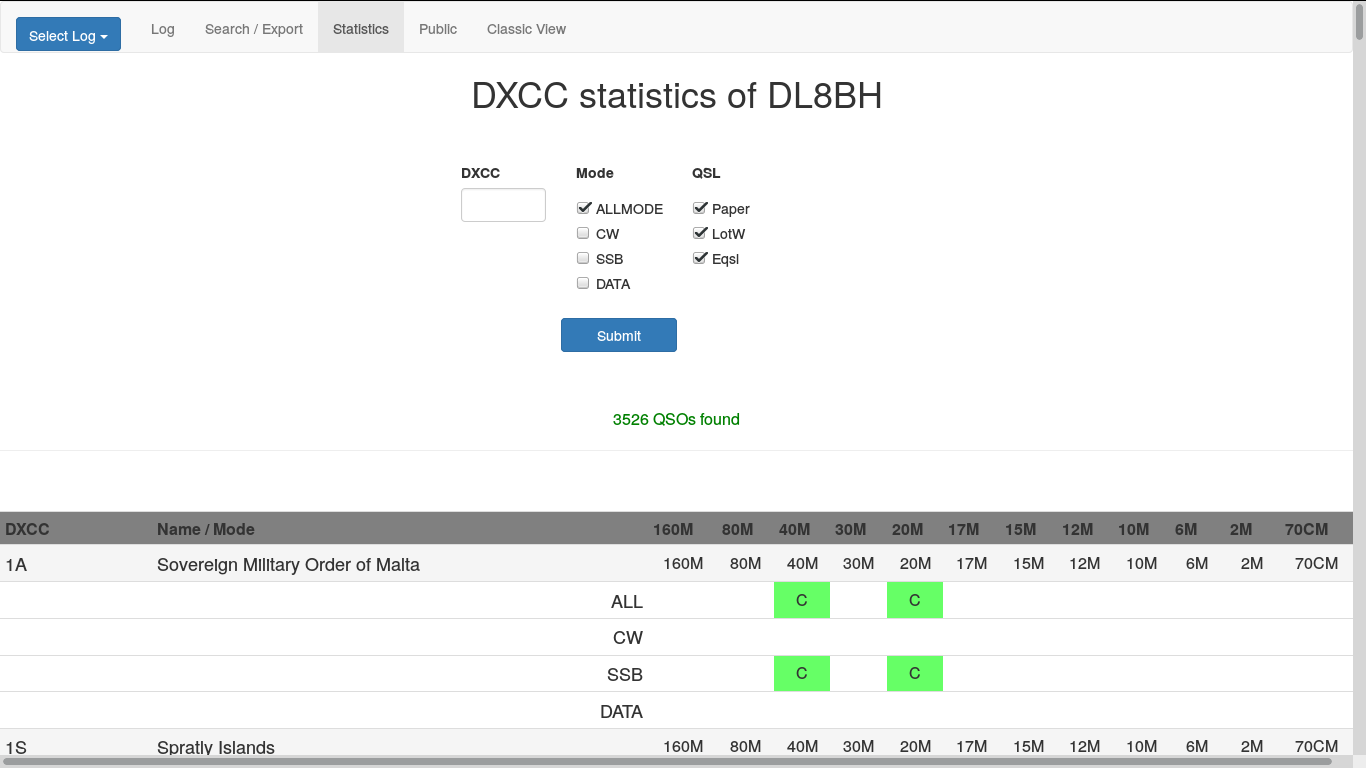 Select Log Log Search / Export Statistics Public Classic View
DXCC statistics of DL8BH
DXCC Mode QSL
ALLMODE Paper
CW LotW
SSB Eqsl
DATA
Submit
3526 QSOs found
DXCC Name / Mode 160M 80M 40M 30M 20M 17M 15M 12M 10M 6M 2M 70CM
1A Sovereign Military Order of Malta 160M 80M 40M 30M 20M 17M 15M 12M 10M 6M 2M 70CM
ALL C C
CW
SSB C C
DATA
1S Spratly Islands 160M 80M 40M 30M 20M 17M 15M 12M 10M 6M 2M 70CM